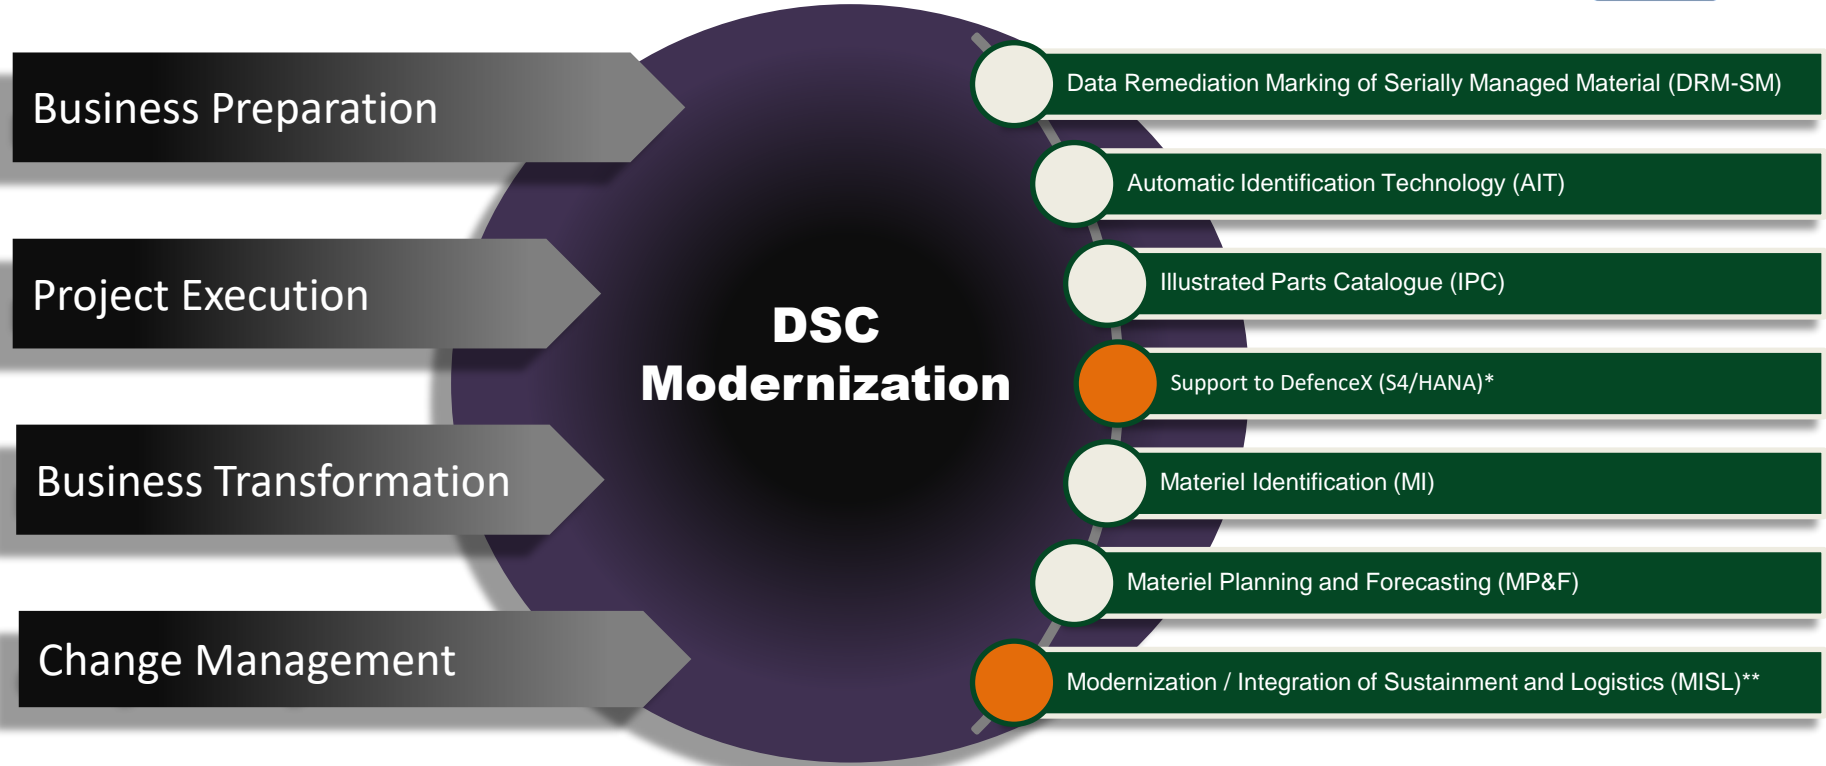 Business Preparation
Project Execution
Business Transformation
Change Management
DSC
Modernization
Data Remediation Marking of Serially Managed Material (DRM-SM)
Automatic Identification Technology (AIT)
Illustrated Parts Catalogue (IPC)
Support to DefenceX (S4/HANA)*
Materiel Identification (MI)
Materiel Planning and Forecasting (MP&F)
Modernization / Integration of Sustainment and Logistics (MISL)**